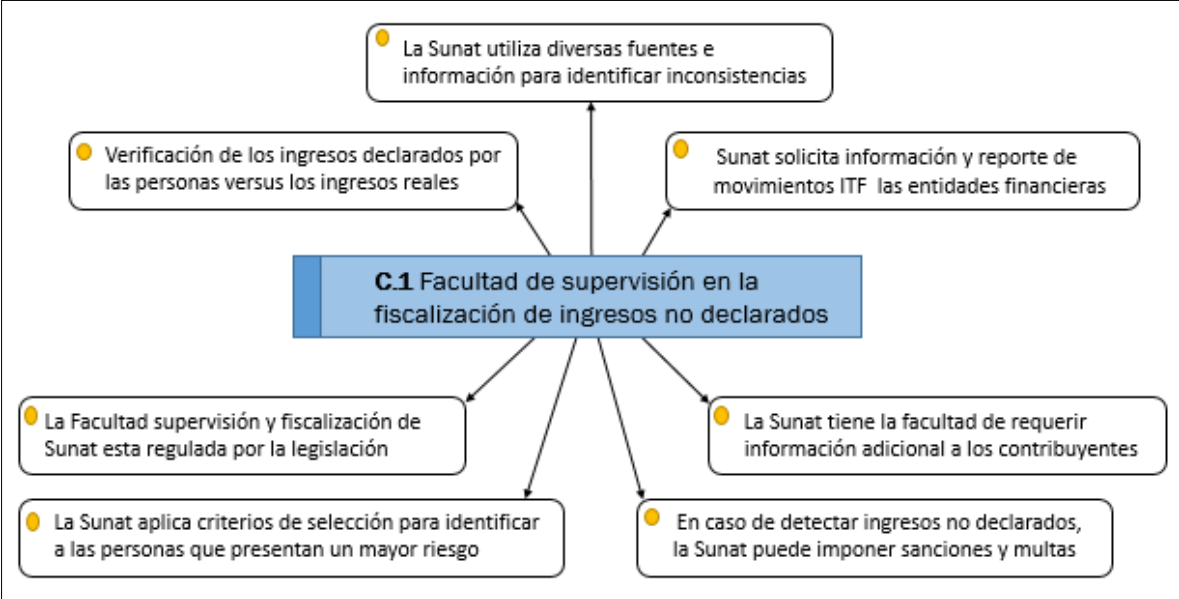 La Sunat utiliza diversas fuentes e
información para identificar inconsistencias
Verificación de los ingresos declarados por
las personas versus los ingresos reales
Sunat solicita información y reporte de
movimientos ITF las entidades financieras
C.1 Facultad de supervisión en la
fiscalización de ingresos no declarados
La Facultad supervisión y fiscalización de
Sunat esta regulada por la legislación
La Sunat tiene la facultad de requerir
información adicional a los contribuyentes
La Sunat aplica criterios de selección para identificar
a las personas que presentan un mayor riesgo
En caso de detectar ingresos no declarados,
la Sunat puede imponer sanciones y multas